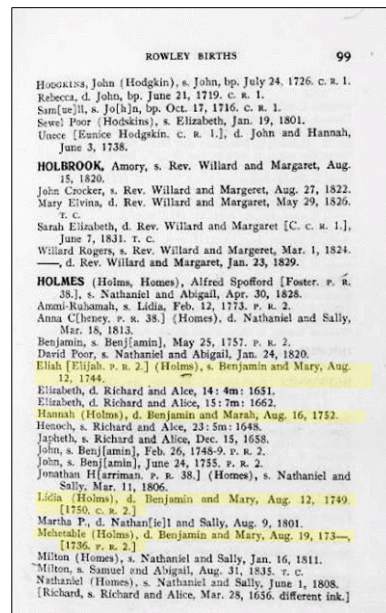 ROWLEY BIRTHS 99
HODGKINS, John (Hodgkin), s. John, bp. July 24, 1726. C. R. 1.
Rebecca, d. John, bp. June 21, 1719. C. R. 1.
Sam[ue]ll, s. Jo[h]n, bp. Oct. 17, 1716. C. R. 1.
Sewel Poor (Hodskins), s. Elizabeth, Jan. 19, 1801.
Unece [Eunice Hodgskin. C. R. 1.], d. John and Hannah,
June 3, 1738.
HOLBROOK, Amory, s. Rev. Willard and Margaret, Aug.
15, 1820.
John Crocker, s. Rev. Willard and Margeret, Aug. 27, 1822.
Mary Elvina, d. Rev. Willard and Margaret, May 29, 1826.
T. C.
Sarah Elizabeth, d. Rev. Willard and Margaret [C. C. R. 1.],
June 7, 1831. T. C.
Willard Rogers, s. Rev. Willard and Margeret, Mar. 1, 1824.
——, d. Rev. Willard and Margaret, Jan. 23, 1829.
HOLMES (Holms, Homes), Alfred Spofford [Foster. P. R.
38.], s. Nathaniel and Abigail, Apr. 30, 1828.
Ammi-Ruhamah, s. Lidia, Feb. 12, 1773. P. R. 2.
Anna C[heney. P. R. 38.] (Homes), d. Nathaniel and Sally,
Mar. 18, 1813.
Benjamin, s. Benj[amin], May 25, 1757. P. R. 2.
David Poor, s. Nathaniel and Abigail, Jan. 24, 1820.
Eliah [Elijah. P. R. 2.] (Holms), s. Benjamin and Mary, Aug.
12, 1744.
Elizabeth, d. Richard and Alce, 14: 4m: 1651.
Elizabeth, d. Richard and Alice, 15: 7m: 1662.
Hannah (Holms), d. Benjamin and Marah, Aug. 16, 1752.
Henoch, s. Richard and Alice, 23: 5m: 1648.
Japheth, s. Richard and Alice, Dec. 15, 1658.
John, s. Benj[amin], Feb. 26, 1748-9. P. R. 2.
John, s. Benj[amin], June 24, 1755. P. R. 2.
Jonathan H[arriman. P. R. 38.] (Homes), s. Nathaniel and
Sally, Mar. 11, 1806.
Lidia (Holms), d. Benjamin and Mary, Aug. 12, 1749.
[1750. C. R. 2.]
Martha P., d. Nathan[ie]l and Sally, Aug. 9, 1801.
Mehetable (Holms), d. Benjamin and Mary, Aug. 19, 173—,
[1736. P. R. 2.]
Milton (Homes), s. Nathaniel and Sally, Jan. 16, 1811.
Milton, s. Samuel and Abigail, Aug. 31, 1835. T. C.
Nathaniel (Homes), s. Nathaniel and Sally, June 1, 1808.
[Richard, s. Richard and Alice, Mar. 28, 1656. different ink.]